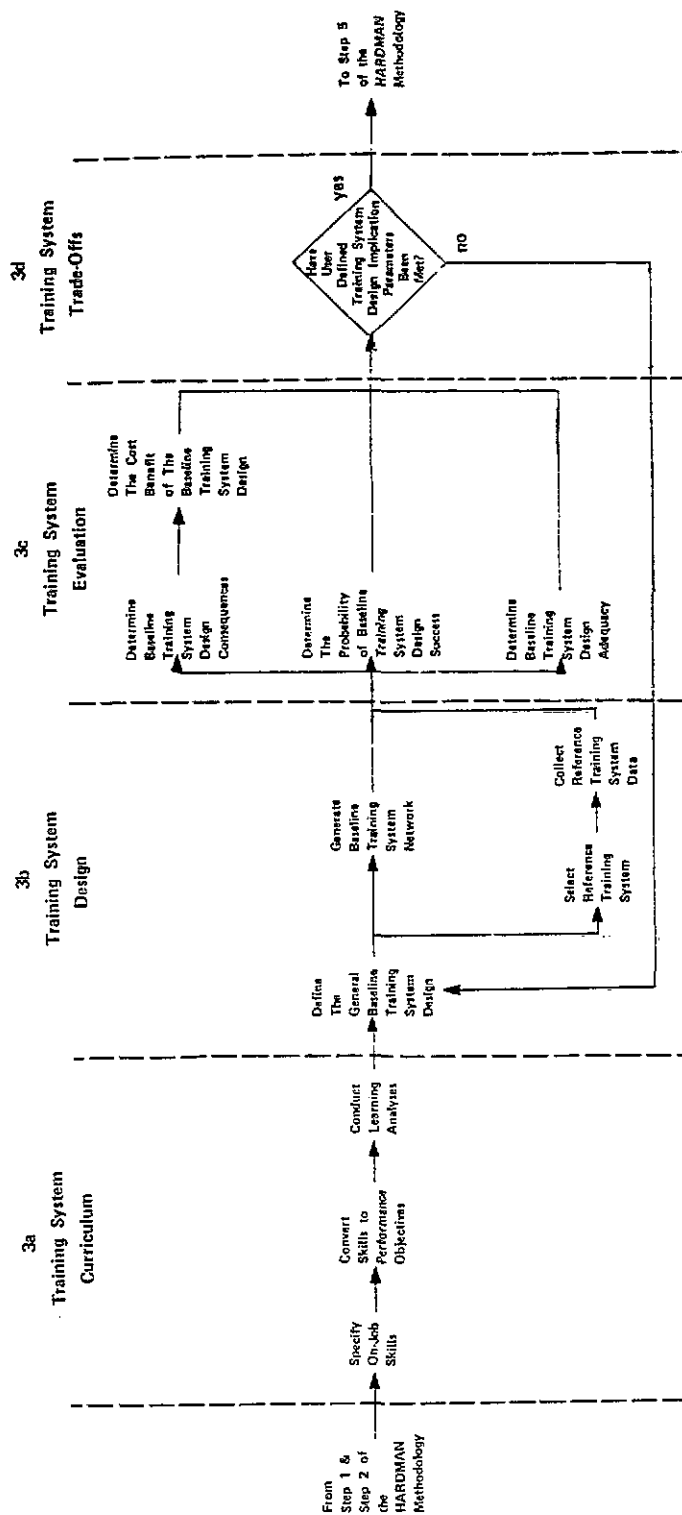 From
Step 1 &
Step 2 of
the
HARDMAN
Methodology
3a
Training System
Curriculum
Specify
On-Job
Skills
Convert
Skills to
Performance
Objectives
Conduct
Learning
Analyses
3b
Training System
Design
Define
The
General
Baseline
Training
System
Design
Generate
Baseline
Training
System
Network
Select
Reference
Training
System
Collect
Reference
Training
System
Data
3c
Training System
Evaluation
Determine
Baseline
Training
System
Design
Consequences
Determine
The Cost
Benefit
of The
Baseline
Training
System
Design
Determine
The
Probability
of Baseline
Training
System
Design
Success
Determine
Baseline
Training
System
Design
Adequacy
3d
Training System
Trade-Offs
Have
User
Defined
Training System
Design Implication
Parameters
Been
Met?
yes
no
To Step 5
of the
HARDMAN
Methodology